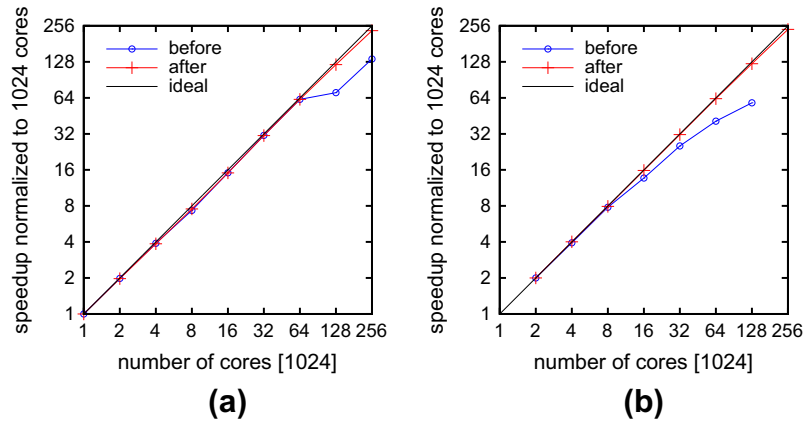 256
128
64
32
16
8
4
2
1
speedup normalized to 1024 cores
before
after
ideal
1 2 4 8 16 32 64 128 256
number of cores [1024]
(a)
256
128
64
32
16
8
4
2
1
speedup normalized to 1024 cores
before
after
ideal
1 2 4 8 16 32 64 128 256
number of cores [1024]
(b)